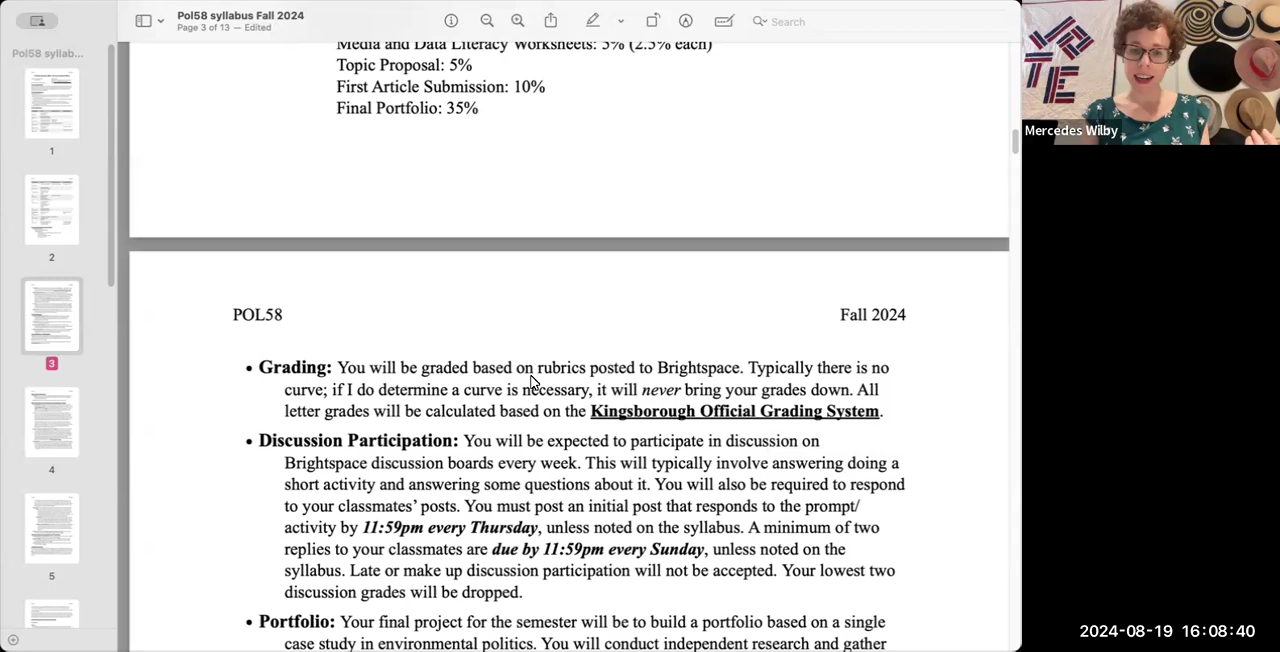 Pol58 syllabus Fall 2024
Page 3 of 13 — Edited
Search
Pol58 syllab...
1
2
3
4
5
Media and Data Literacy Worksheets: 5% (2.5% each)
Topic Proposal: 5%
First Article Submission: 10%
Final Portfolio: 35%
POL58
Fall 2024
• Grading: You will be graded based on rubrics posted to Brightspace. Typically there is no
curve; if I do determine a curve is necessary, it will never bring your grades down. All
letter grades will be calculated based on the Kingsborough Official Grading System.
• Discussion Participation: You will be expected to participate in discussion on
Brightspace discussion boards every week. This will typically involve answering doing a
short activity and answering some questions about it. You will also be required to respond
to your classmates' posts. You must post an initial post that responds to the prompt/
activity by 11:59pm every Thursday, unless noted on the syllabus. A minimum of two
replies to your classmates are due by 11:59pm every Sunday, unless noted on the
syllabus. Late or make up discussion participation will not be accepted. Your lowest two
discussion grades will be dropped.
• Portfolio: Your final project for the semester will be to build a portfolio based on a single
case study in environmental politics. You will conduct independent research and gather
VOTE
Mercedes Wilby
2024-08-19 16:08:40